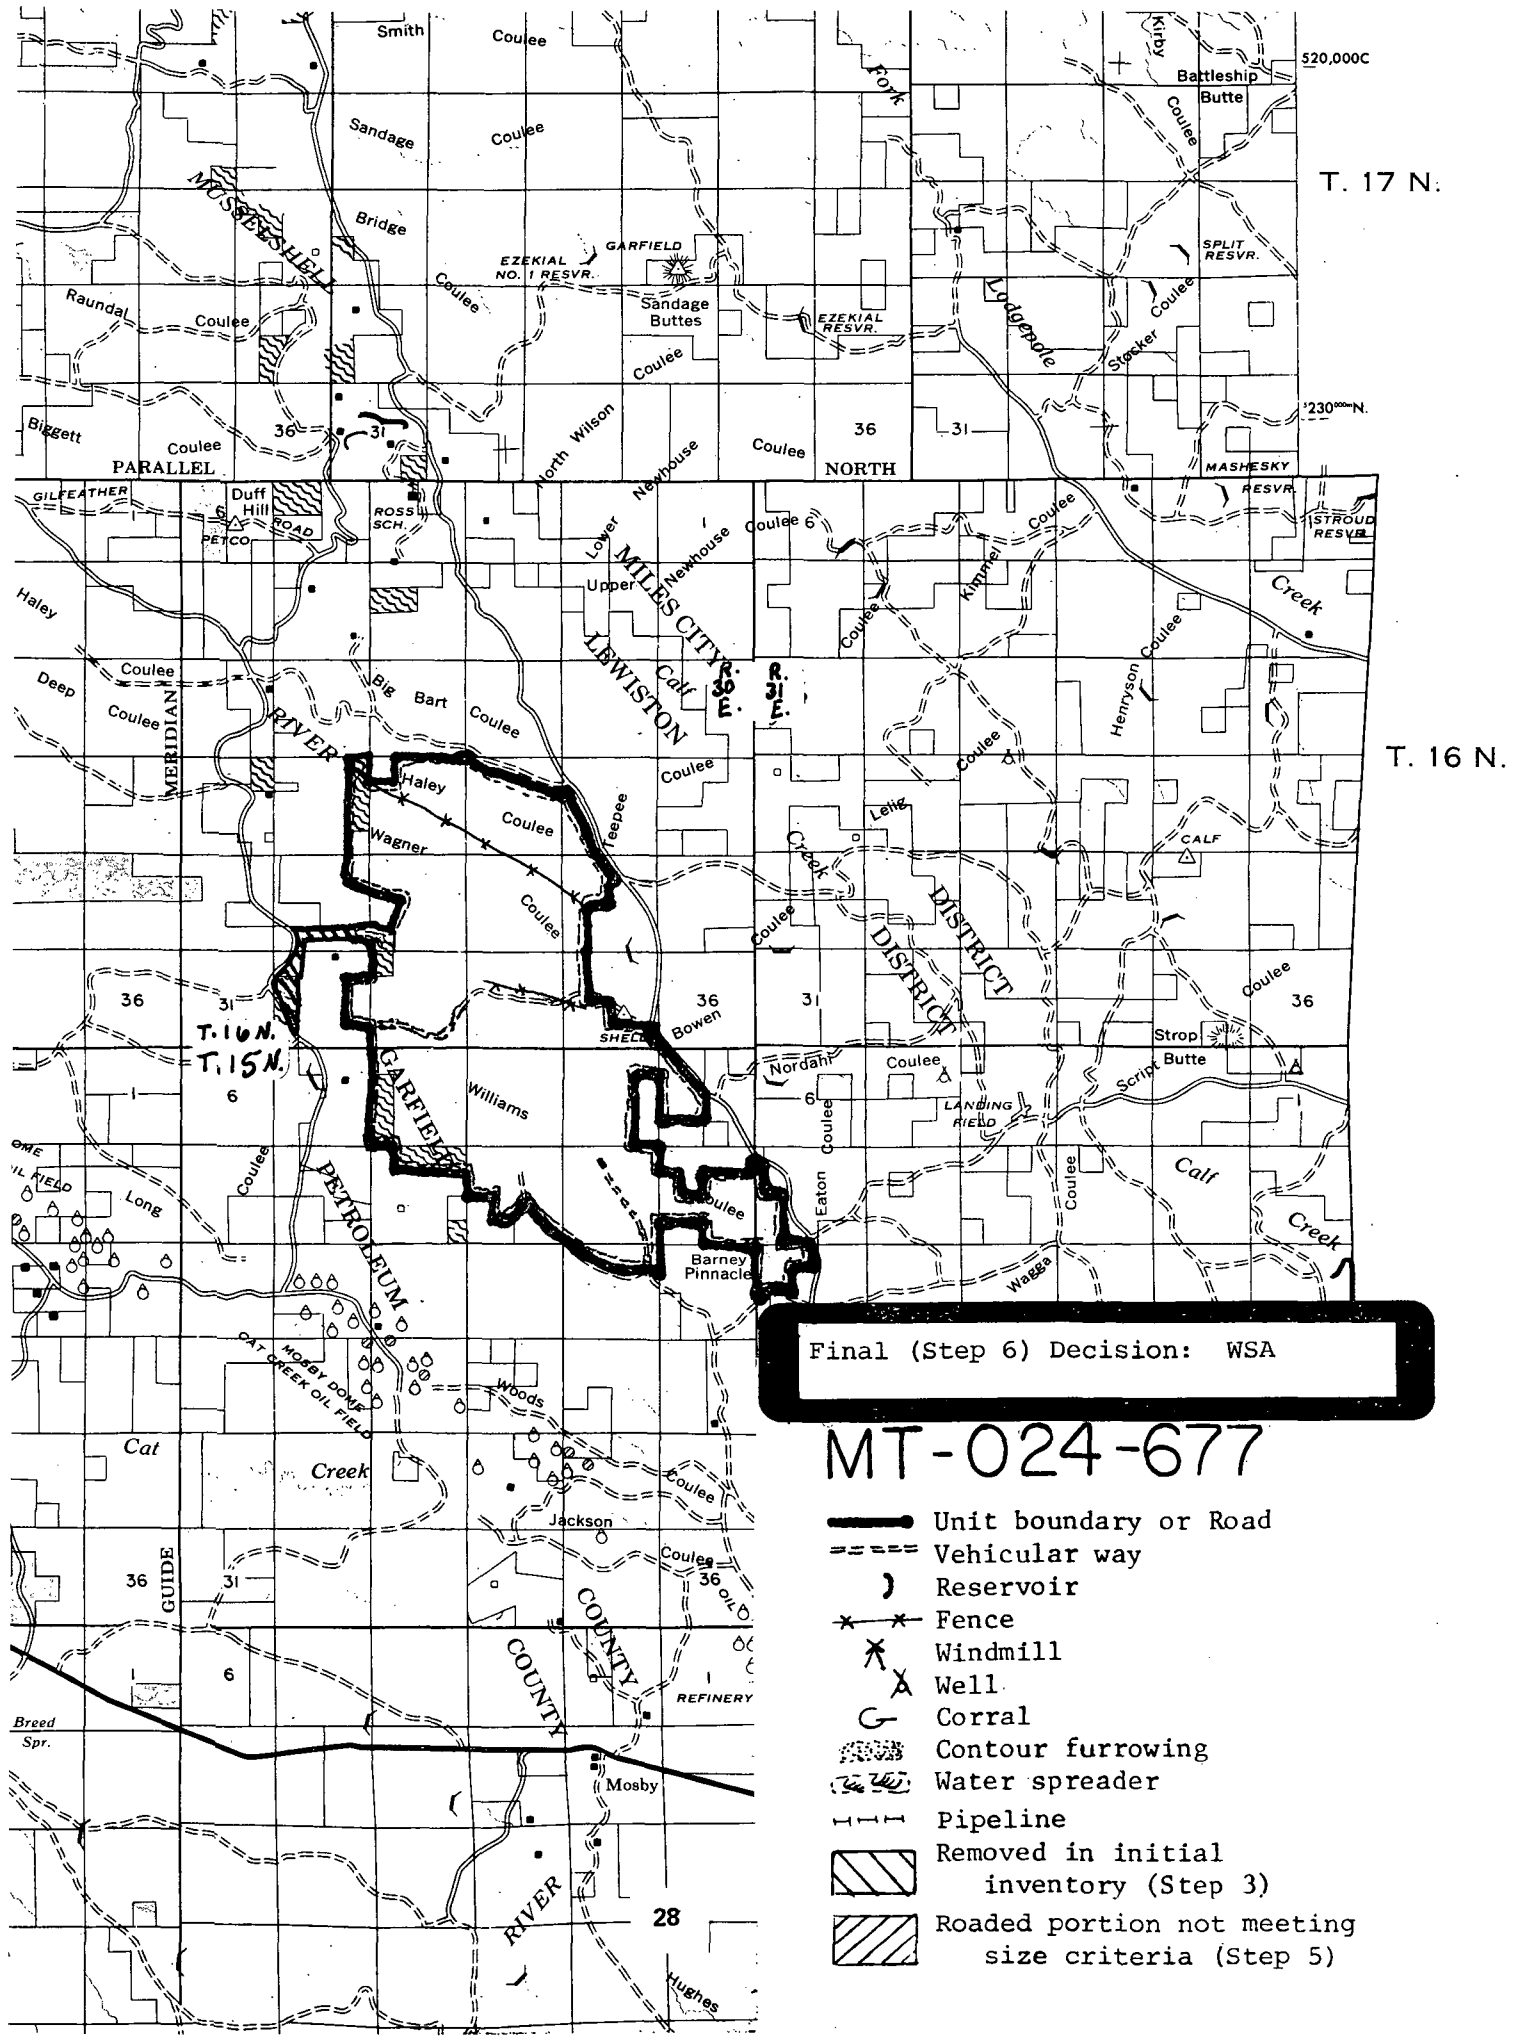 Smith
Coulee
Fork
Kirby
520,000C
Battleship
Butte
Coulee
Sandage
Coulee
T. 17 N.
MUSSELSHELL
Bridge
Coulee
GARFIELD
EZEKIAL
NO. 1 RESVR.
SPLIT
RESVR.
Raundal
Coulee
Sandage
Buttes
EZEKIAL
RESVR.
Lodgepole
Stocker
Coulee
Coulee
230000m N.
Biggett
Coulee
36
31
North Wilson
Newhouse
Coulee
36
31
PARALLEL
NORTH
MASHESKY
RESVR.
GILFEATHER
ROAD
Duff
Hill
6
PETCO
ROSS
SCH.
Lower
Newhouse
Coulee 6
Coulee
STROUD
RESVR.
Upper
MILES CITY
LEWISTON
Kimmel
Coulee
Creek
Haley
Coulee
Deep
Coulee
MERIDIAN
RIVER
Big
Bart
Coulee
Calf
R.
30
E.
R.
31
E.
Henryson
Coulee
Coulee
T. 16 N.
Haley
Coulee
Teepee
Coulee
Lelig
Wagner
Coulee
Creek
CALF
DISTRICT
DISTRICT
Coulee
36
31
36
31
Coulee
36
T. 16 N.
T. 15 N.
SHELL
Bowen
Strop
Butte
Script
Nordahl
Coulee
6
GARFIELD
Williams
6
LANDING
FIELD
Coulee
OME
IL FIELD
Long
Coulee
PETROLEUM
Coulee
Eaton
Coulee
Calf
Creek
Barney
Pinnacle
Wagga
MOSBY DOME
CAT CREEK OIL FIELD
Woods
Coulee
Final (Step 6) Decision: WSA
MT-024-677
Cat
Creek
Jackson
Coulee
36
31
GUIDE
36
OIL
COUNTY
COUNTY
6
REFINERY
Breed
Spr.
Mosby
RIVER
28
Hughes
Unit boundary or Road
Vehicular way
Reservoir
Fence
Windmill
Well
Corral
Contour furrowing
Water spreader
Pipeline
Removed in initial
inventory (Step 3)
Roaded portion not meeting
size criteria (Step 5)